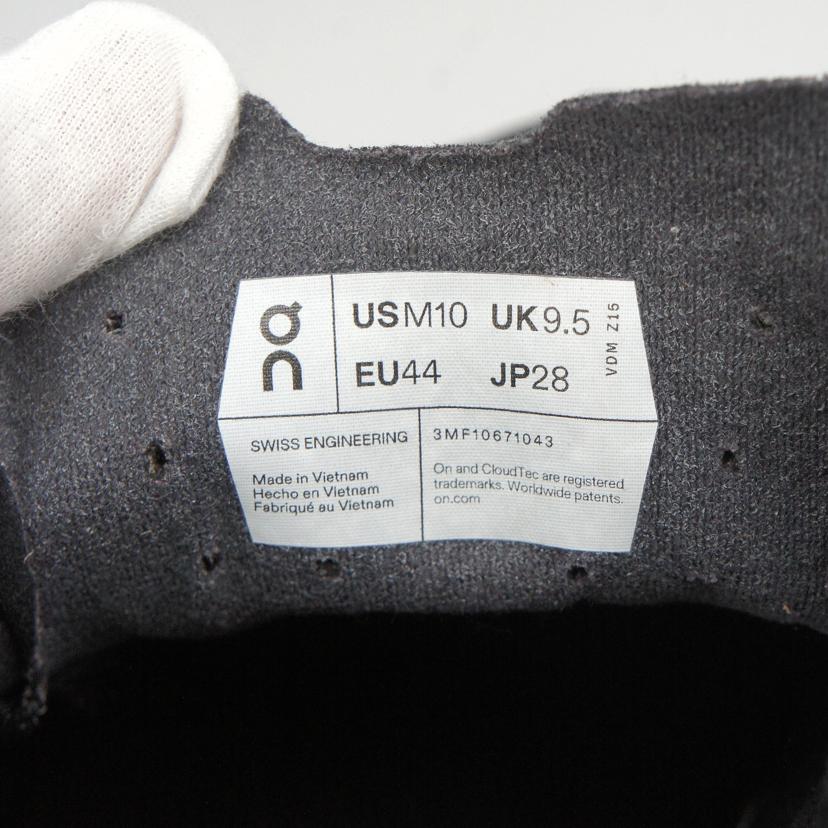 on
USM10 UK9.5
EU44 JP28
VDM Z15
SWISS ENGINEERING
Made in Vietnam
Hecho en Vietnam
Fabriqué au Vietnam
3MF10671043
On and CloudTec are registered
trademarks. Worldwide patents.
on.com